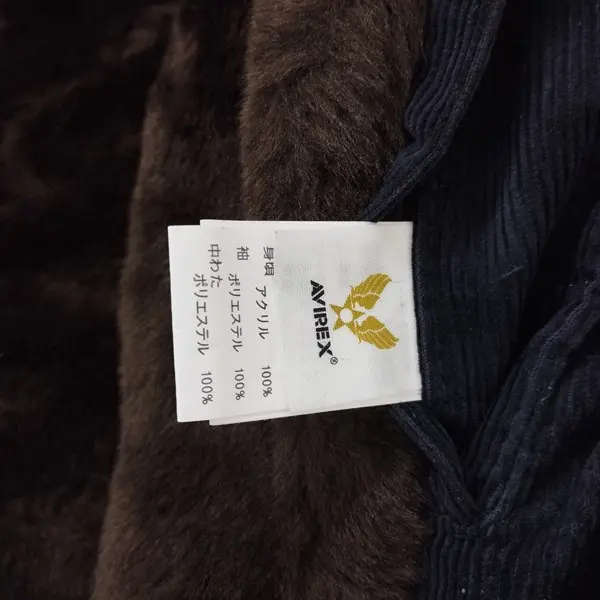 AVIREX®
身頃 アクリル 100%
袖 ポリエステル 100%
中わた
ポリエステル 100%